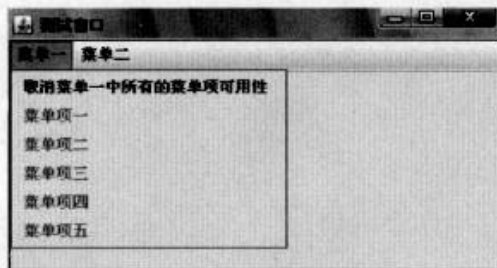 测试窗口
菜单一 菜单二
取消菜单一中所有的菜单项可用性
菜单项一
菜单项二
菜单项三
菜单项四
菜单项五